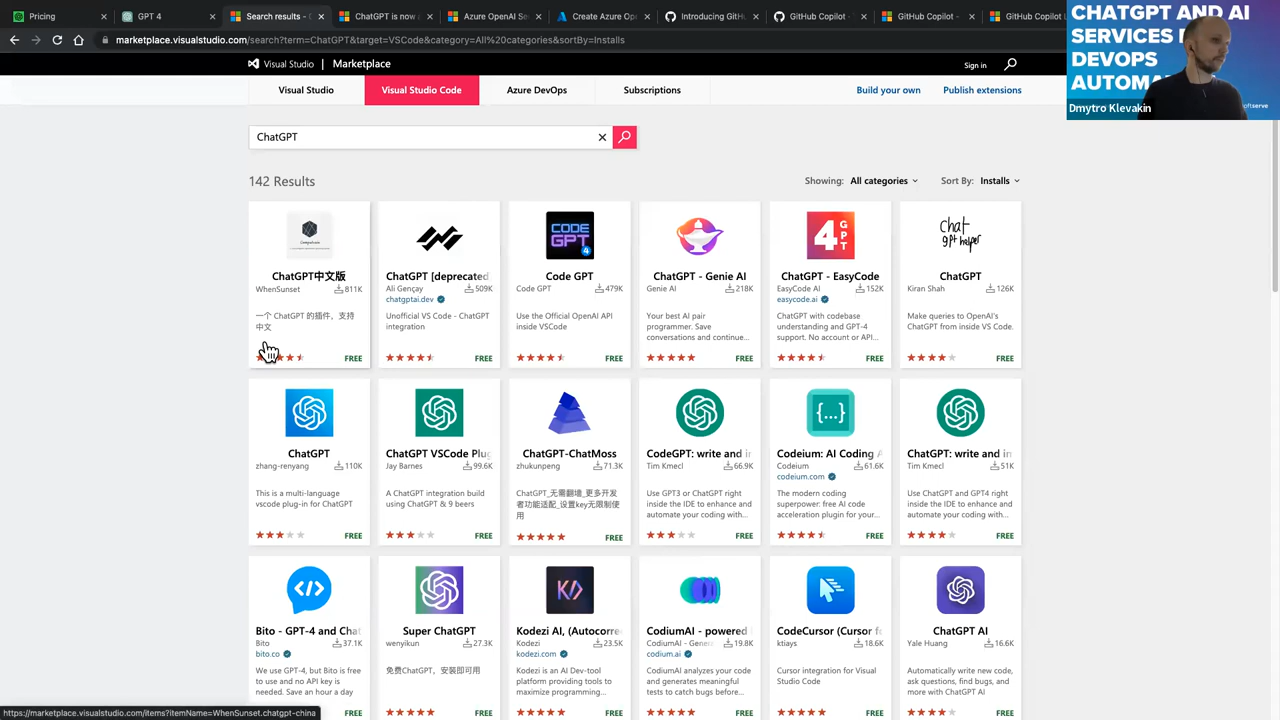 Pricing
GPT 4
Search results - D
ChatGPT is now a
Azure OpenAI Se
Create Azure Op
Introducing GitHu
GitHub Copilot -
GitHub Copilot -
GitHub Copilot L
marketplace.visualstudio.com/search?term=ChatGPT&target=VSCode&category=All%20categories&sortBy=Installs
CHATGPT AND AI
SERVICES
DEVOPS
AUTOMA
softserve
Dmytro Klevakin
Visual Studio | Marketplace
Sign in
Visual Studio
Visual Studio Code
Azure DevOps
Subscriptions
Build your own
Publish extensions
ChatGPT
142 Results
Showing: All categories
Sort By: Installs
ChatGPT中文版
WhenSunset 811K
一个 ChatGPT 的插件，支持
中文
FREE
ChatGPT [deprecated
Ali Gençay 509K
chatgptai.dev
Unofficial VS Code - ChatGPT
integration
FREE
CODE
GPT
4
Code GPT
Code GPT 479K
Use the Official OpenAI API
inside VSCode
FREE
ChatGPT - Genie AI
Genie AI 218K
Your best AI pair
programmer. Save
conversations and continue...
FREE
4 GPT
ChatGPT - EasyCode
EasyCode AI 152K
easycode.ai
ChatGPT with codebase
understanding and GPT-4
support. No account or API...
FREE
Chat
gpt helper
ChatGPT
Kiran Shah 126K
Make queries to OpenAI's
ChatGPT from inside VS Code.
FREE
ChatGPT
zhang-renyang 110K
This is a multi-language
vscode plug-in for ChatGPT
FREE
ChatGPT VSCode Plug
Jay Barnes 99.6K
A ChatGPT integration build
using ChatGPT & 9 beers
FREE
ChatGPT-ChatMoss
zhukunpeng 71.3K
ChatGPT_无需翻墙_更多开发
者功能适配_设置key无限制使
用
FREE
CodeGPT: write and im
Tim Kmecl 66.9K
Use GPT3 or ChatGPT right
inside the IDE to enhance and
automate your coding with...
FREE
{...}
Codeium: AI Coding A
Codeium 61.6K
codeium.com
The modern coding
superpower: free AI code
acceleration plugin for your...
FREE
ChatGPT: write and im
Tim Kmecl 51K
Use ChatGPT and GPT4 right
inside the IDE to enhance and
automate your coding with...
FREE
Bito - GPT-4 and Chat
Bito 37.1K
bito.co
We use GPT-4, but Bito is free
to use and no API key is
needed. Save an hour a day
FREE
Super ChatGPT
wenyikun 27.3K
免费ChatGPT，安装即可用
FREE
K/>
Kodezi AI, (Autocorre
Kodezi 23.5K
kodezi.com
Kodezi is an AI Dev-tool
platform providing tools to
maximize programming...
FREE
CodiumAI - powered b
CodiumAI - Gener 19.8K
codium.ai
CodiumAI analyzes your code
and generates meaningful
tests to catch bugs before...
FREE
CodeCursor (Cursor fo
ktiays 18.6K
Cursor integration for Visual
Studio Code
FREE
ChatGPT AI
Yale Huang 16.6K
Automatically write new code,
ask questions, find bugs, and
more with ChatGPT AI
FREE
https://marketplace.visualstudio.com/items?itemName=WhenSunset.chatgpt-china